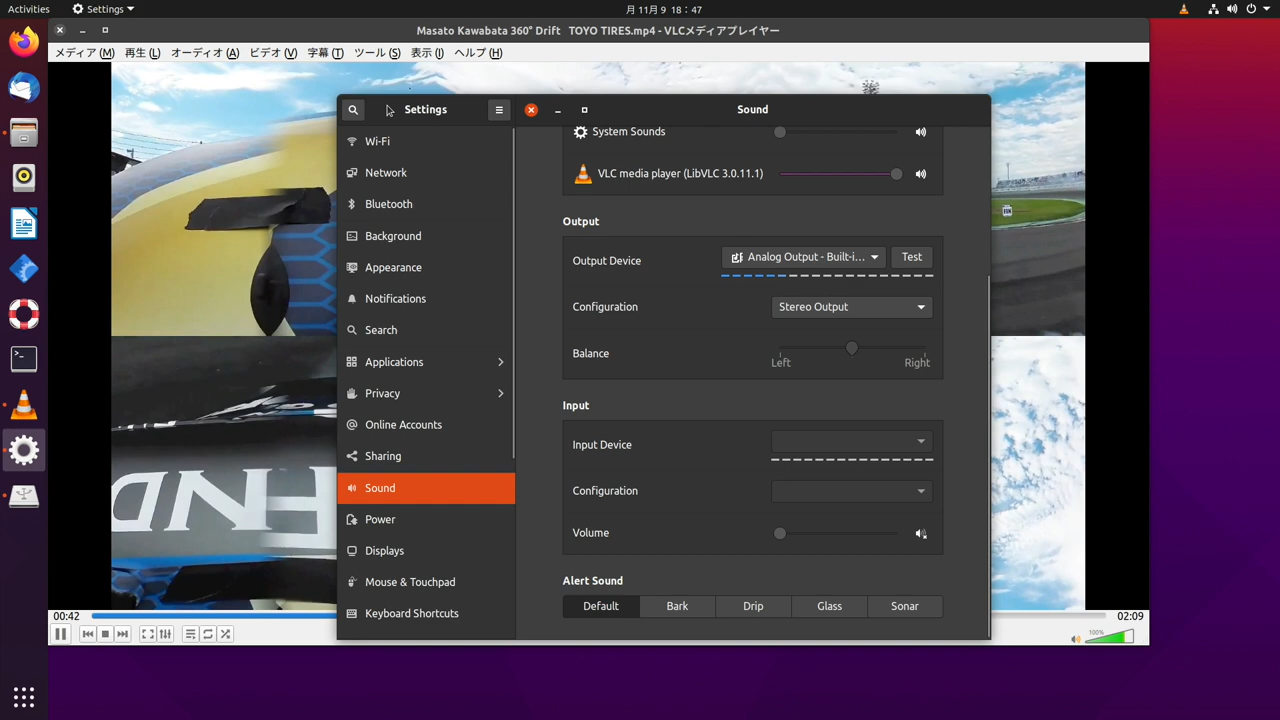 Activities
Settings
月 11月 9 18：47
Masato Kawabata 360° Drift TOYO TIRES.mp4 - VLCメディアプレイヤー
メディア(M) 再生(L) オーディオ(A) ビデオ(V) 字幕(T) ツール(S) 表示(I) ヘルプ(H)
Settings
Sound
Wi-Fi
Network
Bluetooth
Background
Appearance
Notifications
Search
Applications
Privacy
Online Accounts
Sharing
Sound
Power
Displays
Mouse & Touchpad
Keyboard Shortcuts
System Sounds
VLC media player (LibVLC 3.0.11.1)
Output
Output Device
Analog Output - Built-i...
Test
Configuration
Stereo Output
Balance
Left
Right
Input
Input Device
Configuration
Volume
Alert Sound
Default
Bark
Drip
Glass
Sonar
00:42
02:09
100%